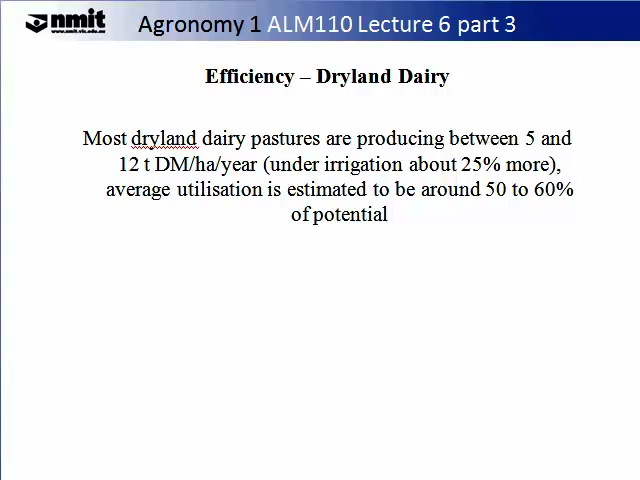 nmit
www.nmit.vic.edu.au
Agronomy 1 ALM110 Lecture 6 part 3
Efficiency – Dryland Dairy
Most dryland dairy pastures are producing between 5 and
12 t DM/ha/year (under irrigation about 25% more),
average utilisation is estimated to be around 50 to 60%
of potential